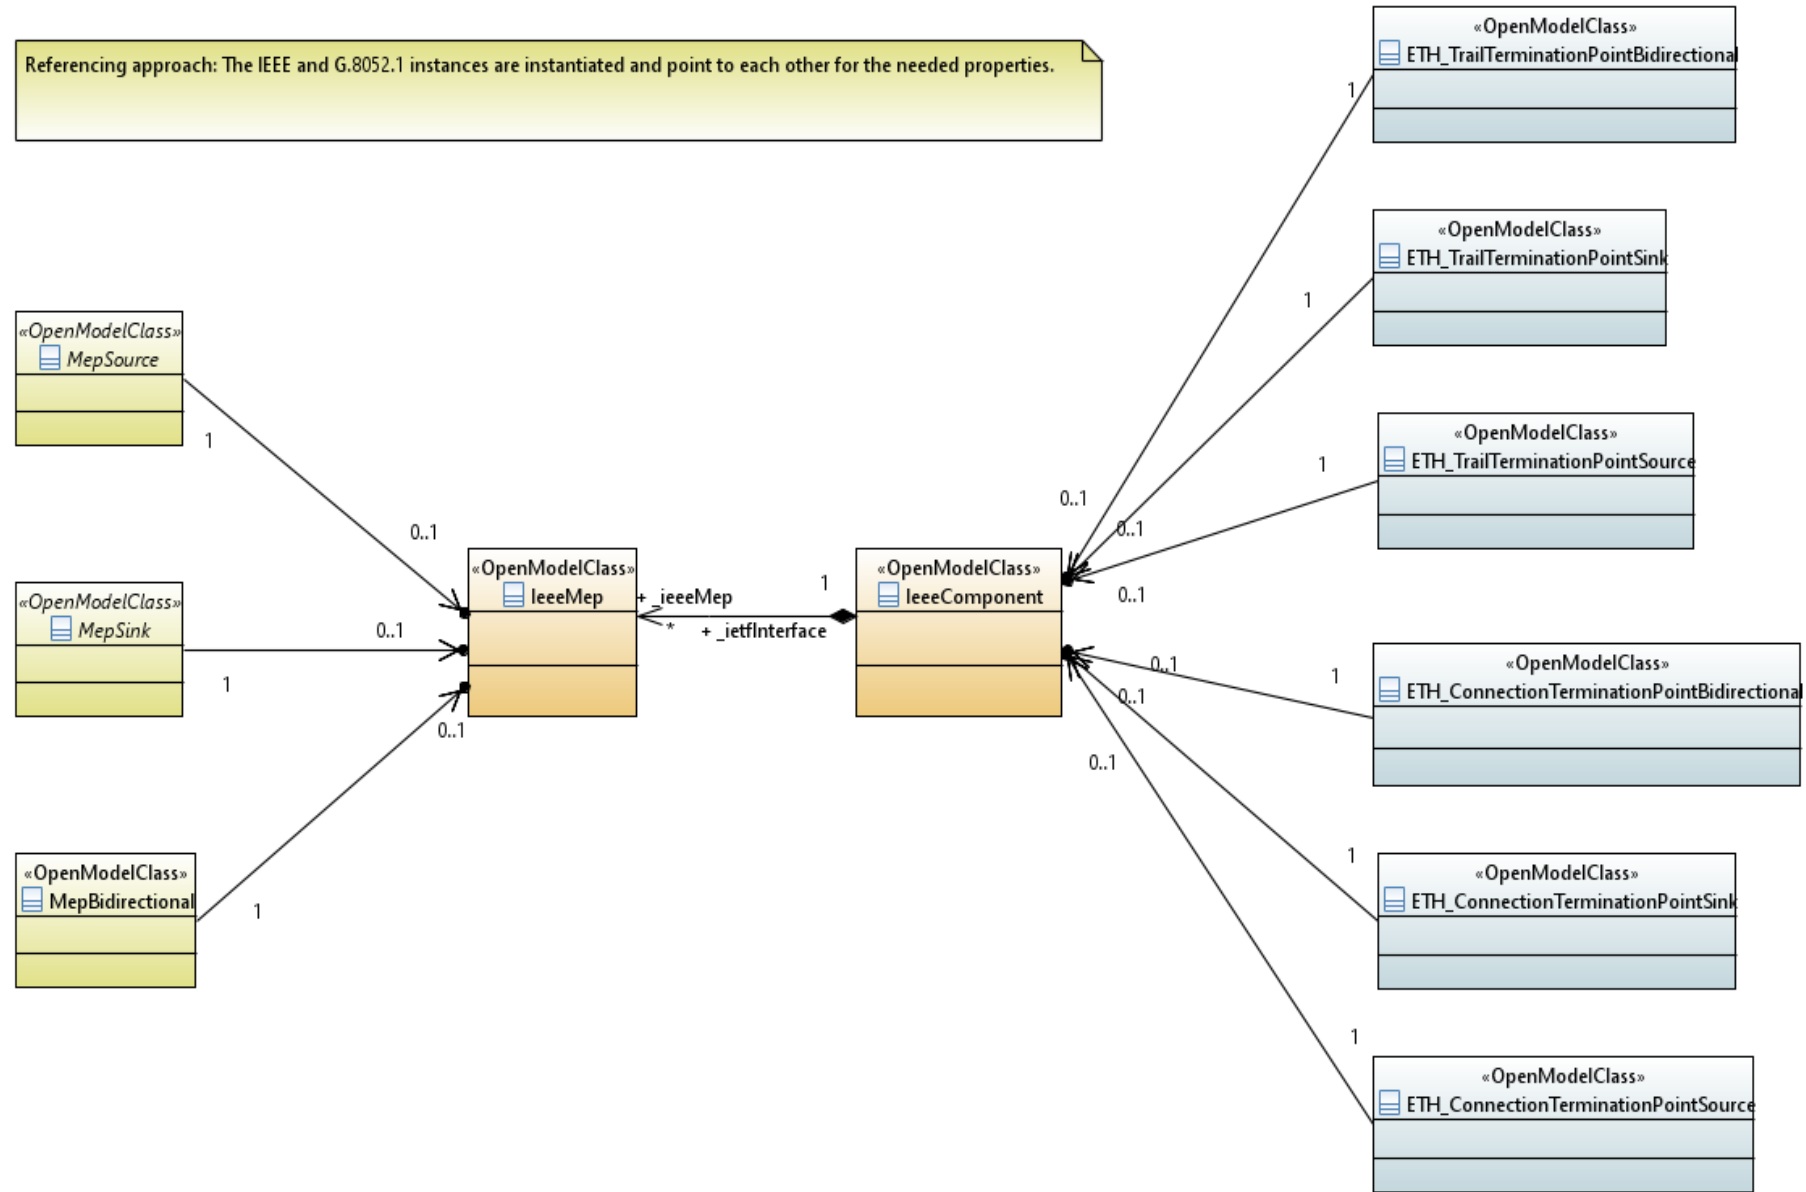 Referencing approach: The IEEE and G.8052.1 instances are instantiated and point to each other for the needed properties.
«OpenModelClass»
ETH_TrailTerminationPointBidirectional
1
«OpenModelClass»
ETH_TrailTerminationPointSink
1
«OpenModelClass»
MepSource
1
«OpenModelClass»
ETH_TrailTerminationPointSource
1
0..1
0..1
0..1
0..1
«OpenModelClass»
IeeeMep
+ _ieeeMep
*
1
+ _ietfInterface
«OpenModelClass»
IeeeComponent
«OpenModelClass»
MepSink
0..1
1
0..1
«OpenModelClass»
ETH_ConnectionTerminationPointBidirectional
0..1
1
0..1
0..1
«OpenModelClass»
MepBidirectional
1
«OpenModelClass»
ETH_ConnectionTerminationPointSink
1
«OpenModelClass»
ETH_ConnectionTerminationPointSource
1